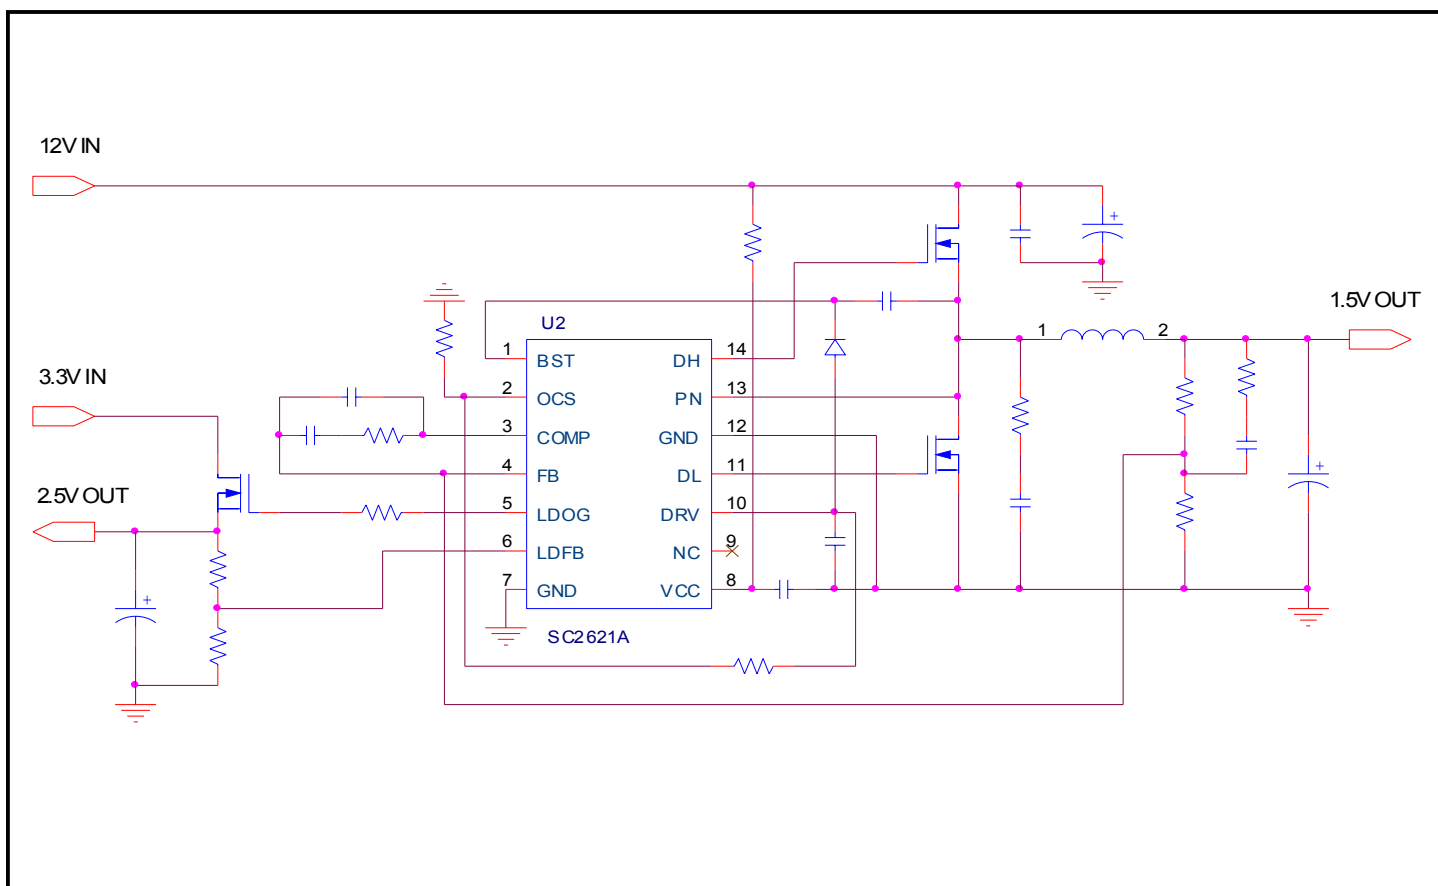 12V IN
1.5V OUT
U2
1 BST DH 14
3.3V IN
2 OCS PN 13
3 COMP GND 12
4 FB DL 11
2.5V OUT
5 LDOG DRV 10
6 LDFB NC 9
7 GND VCC 8
SC2621A
1 2
+
+
+